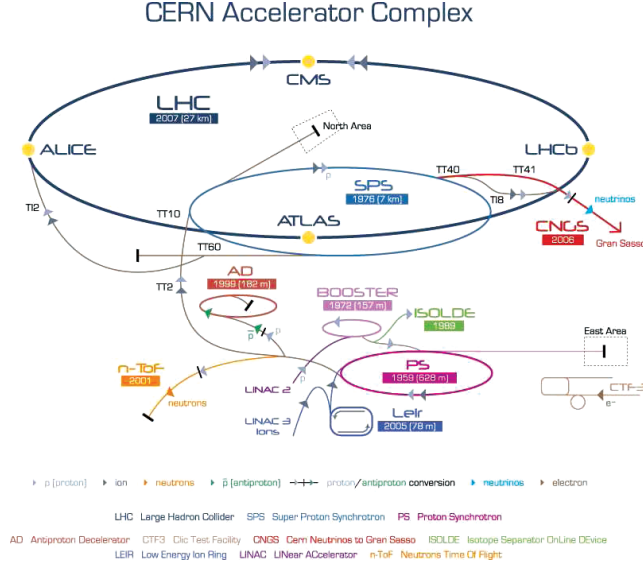 CERN Accelerator Complex
CMS
LHC
2007 (27 km)
North Area
ALICE
LHCb
TT40
TT41
SPS
1976 (7 km)
TI8
neutrinos
TI2
TT10
ATLAS
CNGS
2006
Gran Sasso
TT60
AD
1999 (182 m)
TT2
BOOSTER
1972 (157 m)
ISOLDE
1989
p
p̄
p
East Area
n-ToF
2001
PS
1959 (628 m)
LINAC 2
p
neutrons
CTF3
e⁻
LINAC 3
Ions
Leir
2005 (78 m)
p [proton] ion neutrons p̄ [antiproton] proton/antiproton conversion neutrinos electron
LHC Large Hadron Collider SPS Super Proton Synchrotron PS Proton Synchrotron
AD Antiproton Decelerator CTF3 Clic Test Facility CNGS Cern Neutrinos to Gran Sasso ISOLDE Isotope Separator OnLine DEvice
LEIR Low Energy Ion Ring LINAC LINear ACcelerator n-ToF Neutrons Time Of Flight